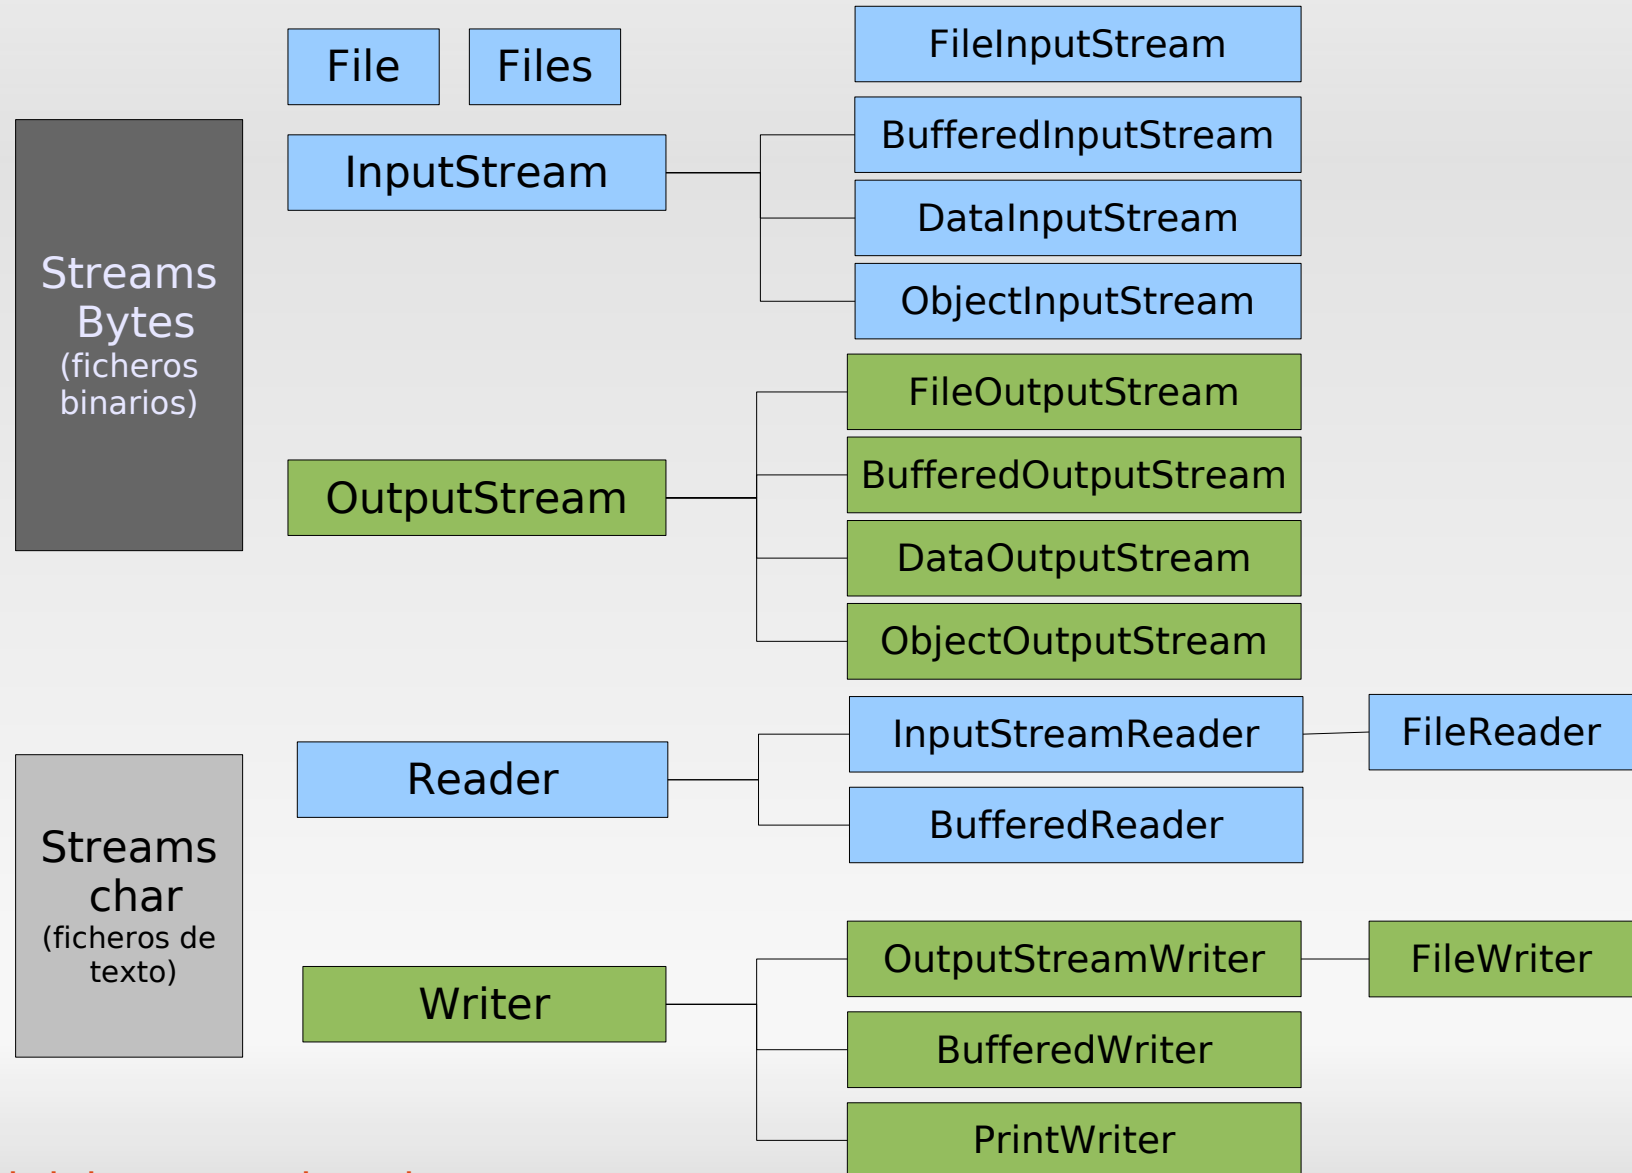 File
Files
FileInputStream
BufferedInputStream
InputStream
DataInputStream
ObjectInputStream
Streams
Bytes
(ficheros
binarios)
FileOutputStream
BufferedOutputStream
OutputStream
DataOutputStream
ObjectOutputStream
InputStreamReader
FileReader
Reader
BufferedReader
Streams
char
(ficheros de
texto)
OutputStreamWriter
FileWriter
Writer
BufferedWriter
PrintWriter